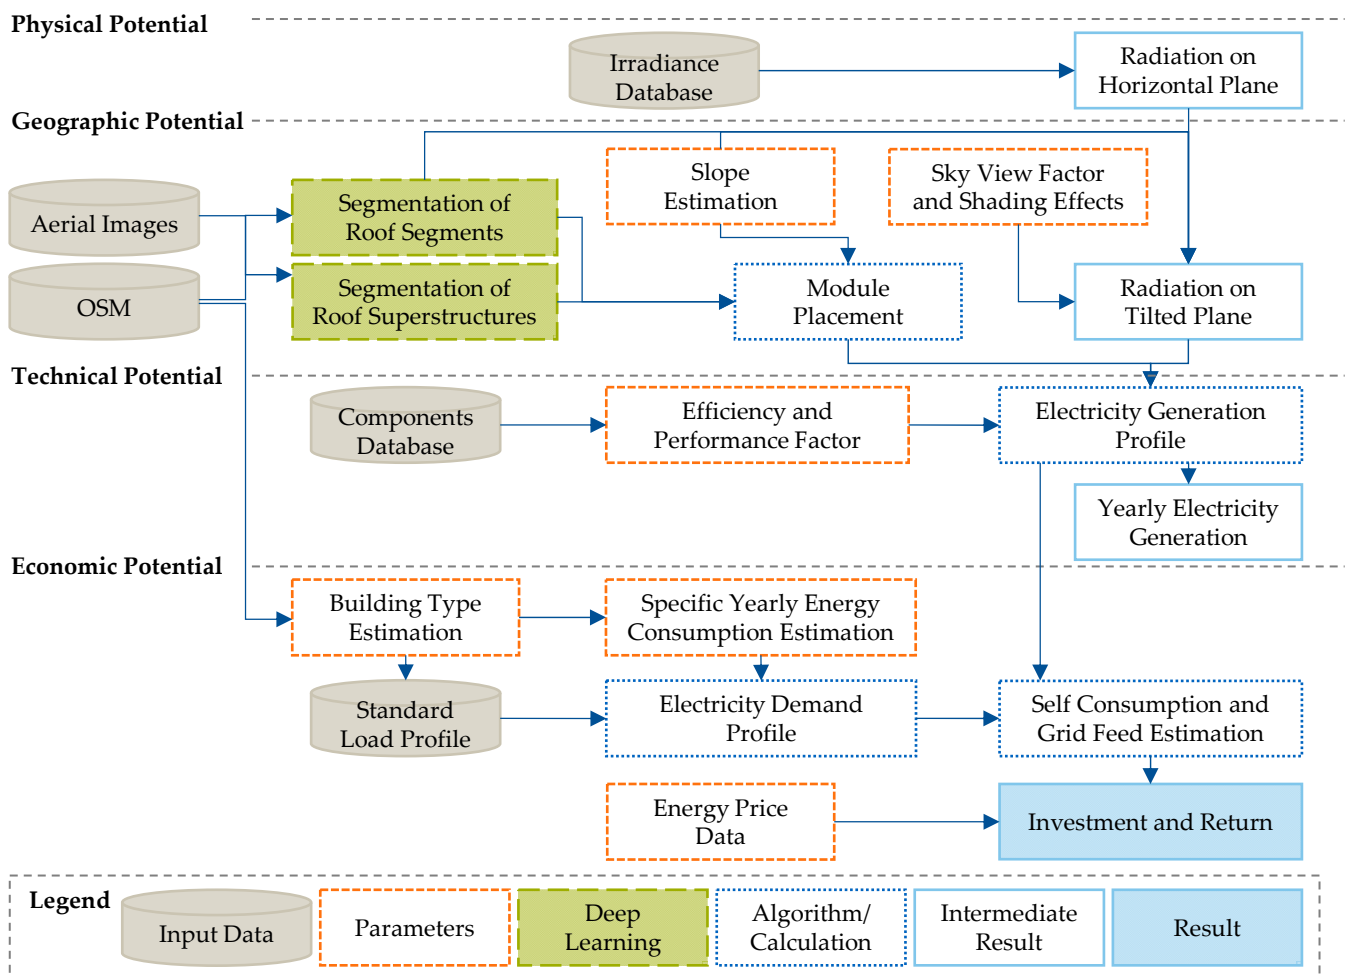 Physical Potential
Irradiance
Database
Radiation on
Horizontal Plane
Geographic Potential
Aerial Images
OSM
Segmentation of
Roof Segments
Segmentation of
Roof Superstructures
Slope
Estimation
Sky View Factor
and Shading Effects
Module
Placement
Radiation on
Tilted Plane
Technical Potential
Components
Database
Efficiency and
Performance Factor
Electricity Generation
Profile
Yearly Electricity
Generation
Economic Potential
Building Type
Estimation
Specific Yearly Energy
Consumption Estimation
Standard
Load Profile
Electricity Demand
Profile
Self Consumption and
Grid Feed Estimation
Energy Price
Data
Investment and Return
Legend
Input Data
Parameters
Deep
Learning
Algorithm/
Calculation
Intermediate
Result
Result